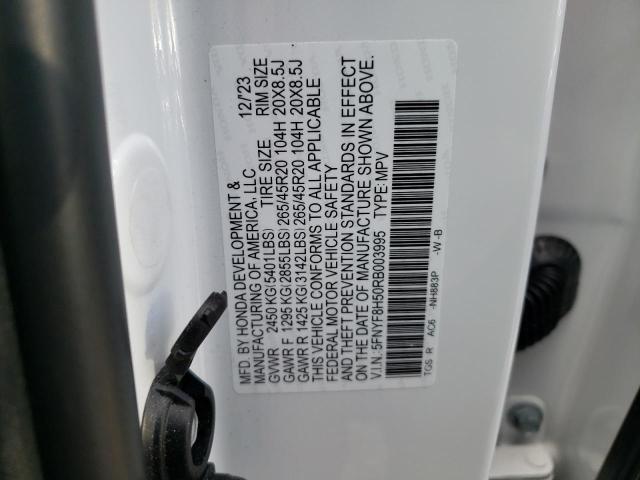 MFD. BY HONDA DEVELOPMENT & 12/'23
MANUFACTURING OF AMERICA, LLC
GVWR 2450 KG(5401LBS) TIRE SIZE RIM SIZE
GAWR F 1295 KG(2855LBS) 265/45R20 104H 20X8.5J
GAWR R 1425 KG(3142LBS) 265/45R20 104H 20X8.5J
THIS VEHICLE CONFORMS TO ALL APPLICABLE
FEDERAL MOTOR VEHICLE SAFETY
AND THEFT PREVENTION STANDARDS IN EFFECT
ON THE DATE OF MANUFACTURE SHOWN ABOVE.
V.I.N.: 5FNYF8H50RB003995 TYPE: MPV
TGS R AC6 -NH883P -W -B